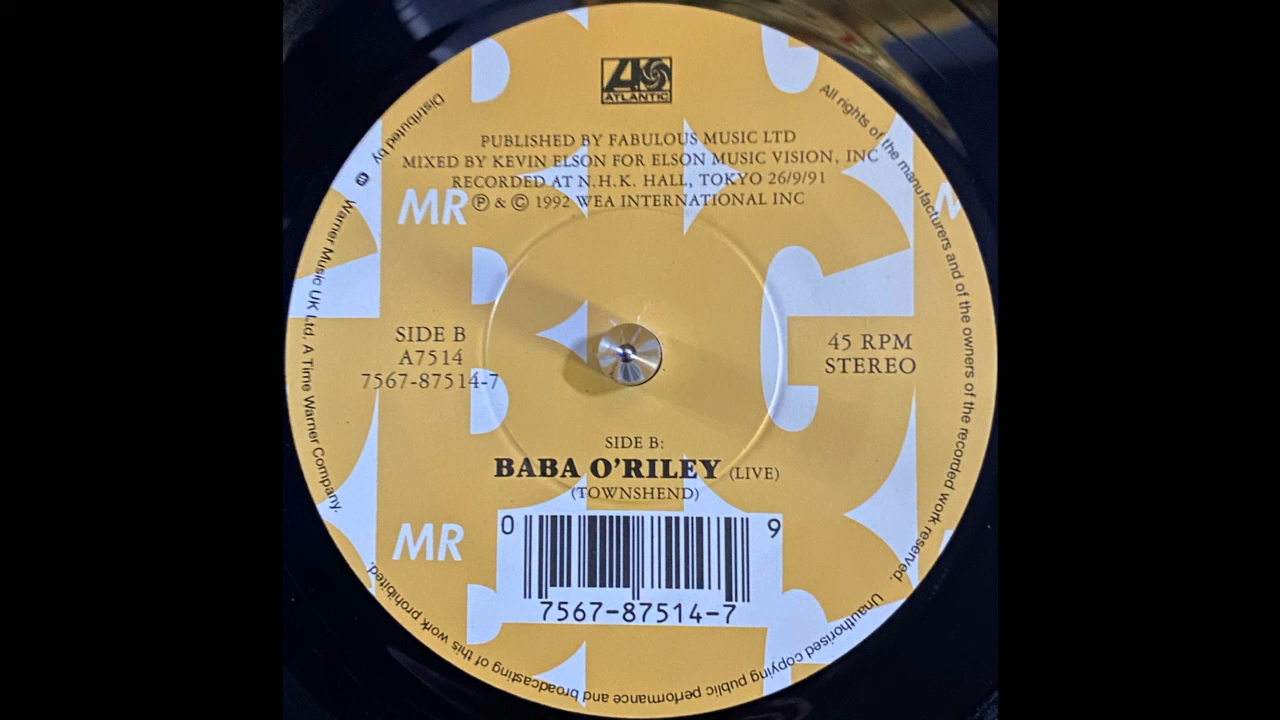 ATLANTIC
PUBLISHED BY FABULOUS MUSIC LTD
MIXED BY KEVIN ELSON FOR ELSON MUSIC VISION, INC
RECORDED AT N.H.K. HALL, TOKYO 26/9/91
Ⓟ & © 1992 WEA INTERNATIONAL INC
MR
SIDE B
A7514
7567-87514-7
45 RPM
STEREO
SIDE B:
BABA O'RILEY (LIVE)
(TOWNSHEND)
MR
0 9
7567-87514-7
All rights of the manufacturers and of the owners of the recorded work reserved. Unauthorised copying public performance and broadcasting of this work prohibited.
Distributed by Warner Music UK Ltd, A Time Warner Company.